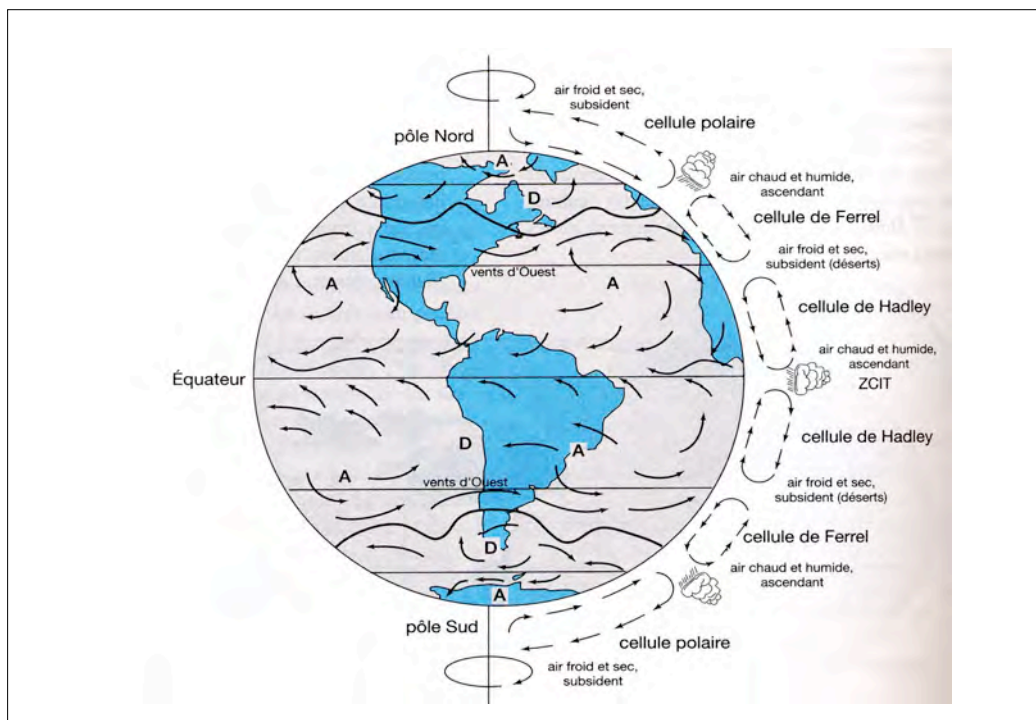 air froid et sec,
subsident
cellule polaire
pôle Nord
A
air chaud et humide,
ascendant
D
cellule de Ferrel
air froid et sec,
subsident (déserts)
vents d'Ouest
A
A
cellule de Hadley
air chaud et humide,
ascendant
ZCIT
Équateur
cellule de Hadley
D
A
A
air froid et sec,
subsident (déserts)
vents d'Ouest
cellule de Ferrel
D
air chaud et humide,
ascendant
A
pôle Sud
cellule polaire
air froid et sec,
subsident